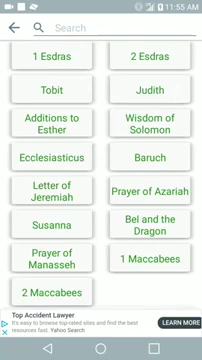 11:55 AM
Search
1 Esdras
2 Esdras
Tobit
Judith
Additions to
Esther
Wisdom of
Solomon
Ecclesiasticus
Baruch
Letter of
Jeremiah
Prayer of Azariah
Susanna
Bel and the
Dragon
Prayer of
Manasseh
1 Maccabees
2 Maccabees
Top Accident Lawyer
It's easy to browse top-rated sites and find the best
resources fast. Yahoo Search
LEARN MORE